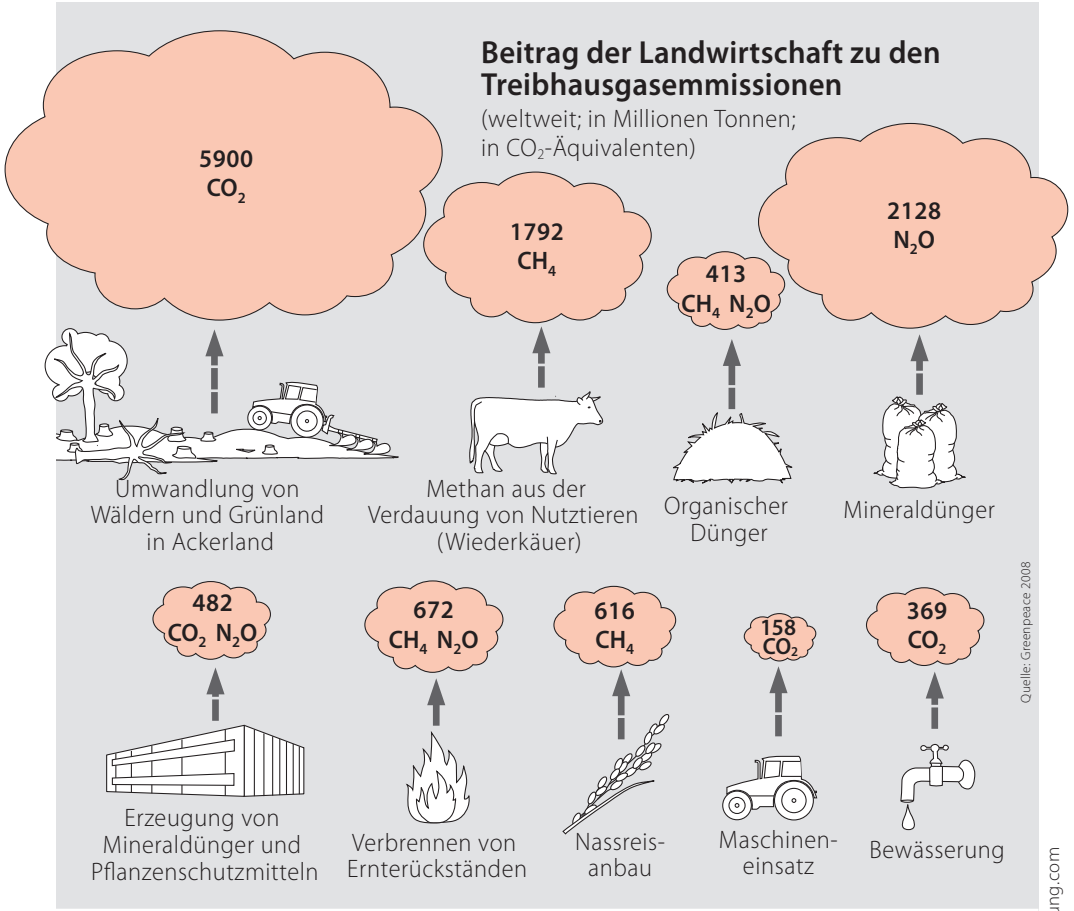 Beitrag der Landwirtschaft zu den
Treibhausgasemmissionen
(weltweit; in Millionen Tonnen;
in CO₂-Äquivalenten)
5900
CO₂
1792
CH₄
413
CH₄ N₂O
2128
N₂O
Umwandlung von
Wäldern und Grünland
in Ackerland
Methan aus der
Verdauung von Nutztieren
(Wiederkäuer)
Organischer
Dünger
Mineraldünger
482
CO₂ N₂O
672
CH₄ N₂O
616
CH₄
158
CO₂
369
CO₂
Erzeugung von
Mineraldünger und
Pflanzenschutzmitteln
Verbrennen von
Ernterückständen
Nassreis-
anbau
Maschinen-
einsatz
Bewässerung
Quelle: Greenpeace 2008
ung.com